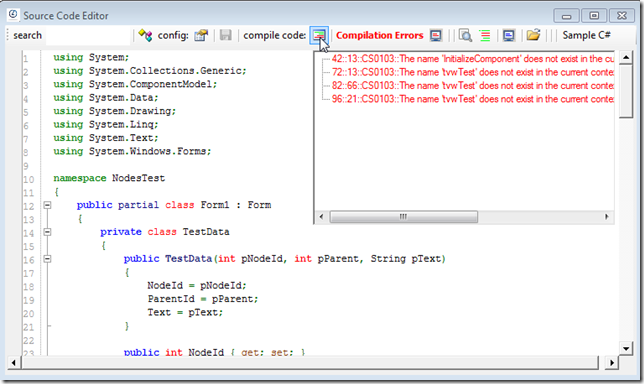 Source Code Editor
search config: compile code: Compilation Errors Sample C#
42::13::CS0103::The name 'InitializeComponent' does not exist in the cu
72::13::CS0103::The name 'tvwTest' does not exist in the current conte
82::66::CS0103::The name 'tvwTest' does not exist in the current conte
96::21::CS0103::The name 'tvwTest' does not exist in the current conte
1 using System;
2 using System.Collections.Generic;
3 using System.ComponentModel;
4 using System.Data;
5 using System.Drawing;
6 using System.Linq;
7 using System.Text;
8 using System.Windows.Forms;
9
10 namespace NodesTest
11 {
12 public partial class Form1 : Form
13 {
14 private class TestData
15 {
16 public TestData(int pNodeId, int pParent, String pText)
17 {
18 NodeId = pNodeId;
19 ParentId = pParent;
20 Text = pText;
21 }
22
23 public int NodeId { get; set; }